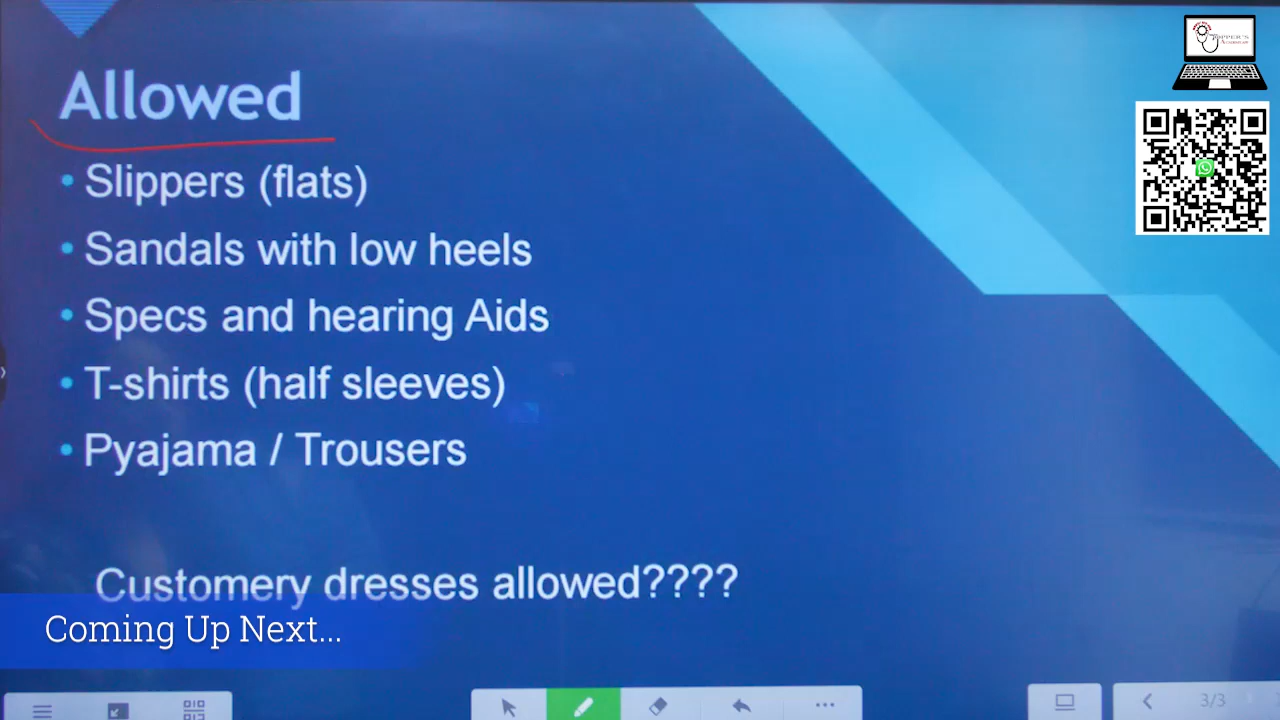 TOPPER'S
Allowed
• Slippers (flats)
• Sandals with low heels
• Specs and hearing Aids
• T-shirts (half sleeves)
• Pyajama / Trousers
Customery dresses allowed????
Coming Up Next...
3/3